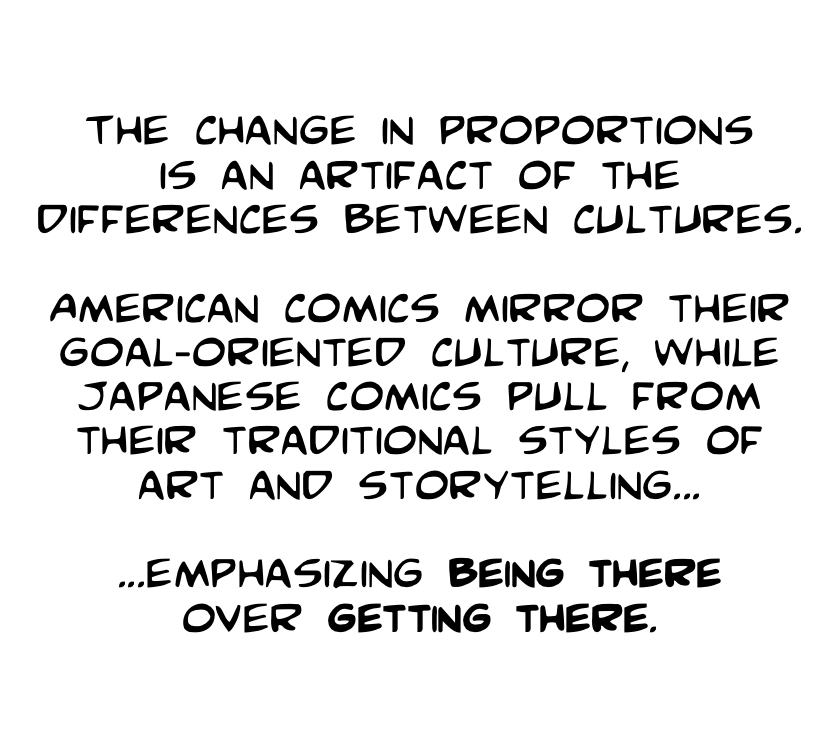 THE CHANGE IN PROPORTIONS
IS AN ARTIFACT OF THE
DIFFERENCES BETWEEN CULTURES.
AMERICAN COMICS MIRROR THEIR
GOAL-ORIENTED CULTURE, WHILE
JAPANESE COMICS PULL FROM
THEIR TRADITIONAL STYLES OF
ART AND STORYTELLING...
...EMPHASIZING BEING THERE
OVER GETTING THERE.